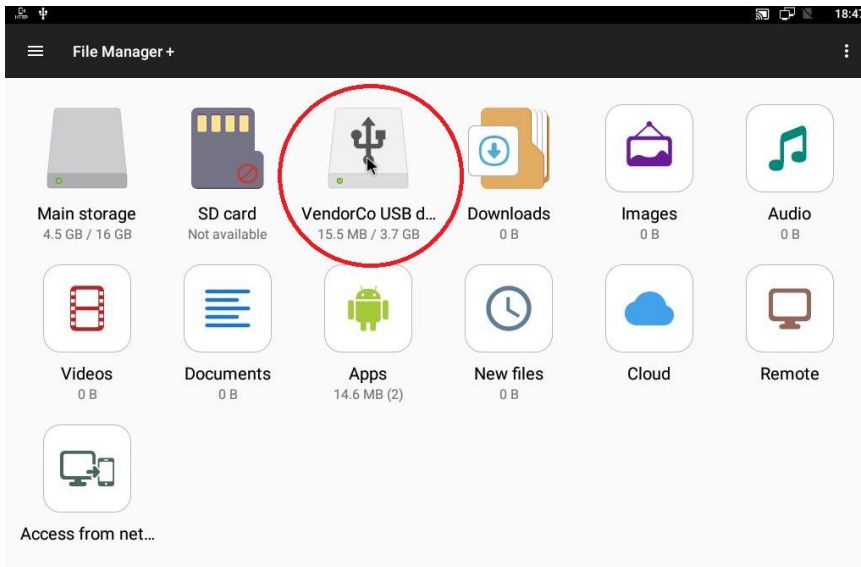 18:47
File Manager+
Main storage
4.5 GB / 16 GB
SD card
Not available
VendorCo USB d...
15.5 MB / 3.7 GB
Downloads
0 B
Images
0 B
Audio
0 B
Videos
0 B
Documents
0 B
Apps
14.6 MB (2)
New files
0 B
Cloud
Remote
Access from net...